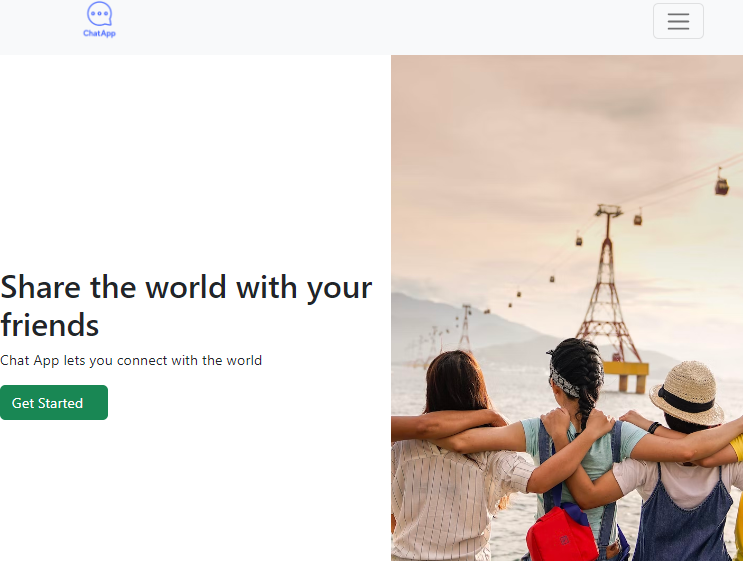 ChatApp
Share the world with your
friends
Chat App lets you connect with the world
Get Started